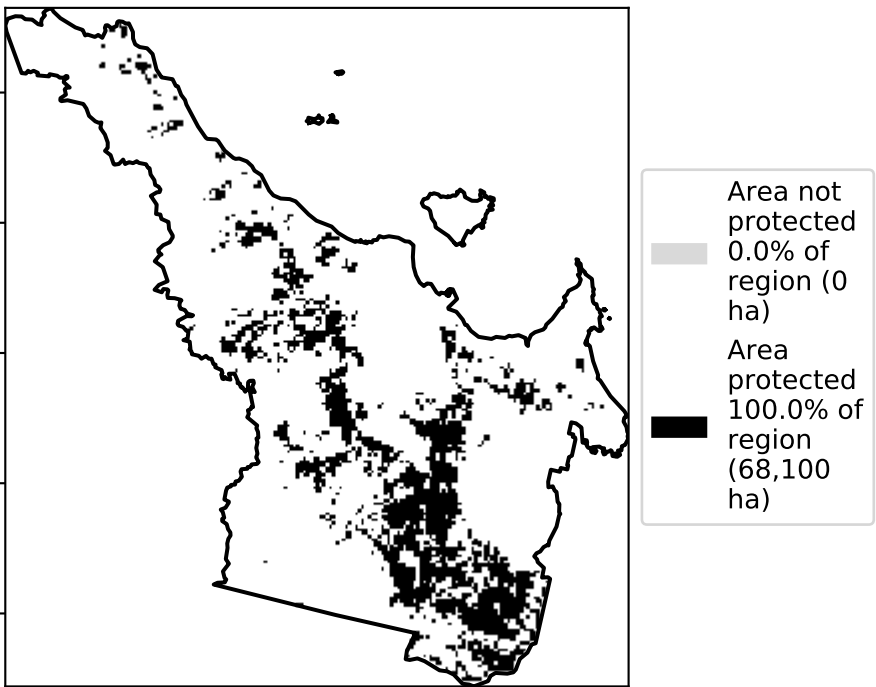 Area not
protected
0.0% of
region (0
ha)
Area
protected
100.0% of
region
(68,100
ha)